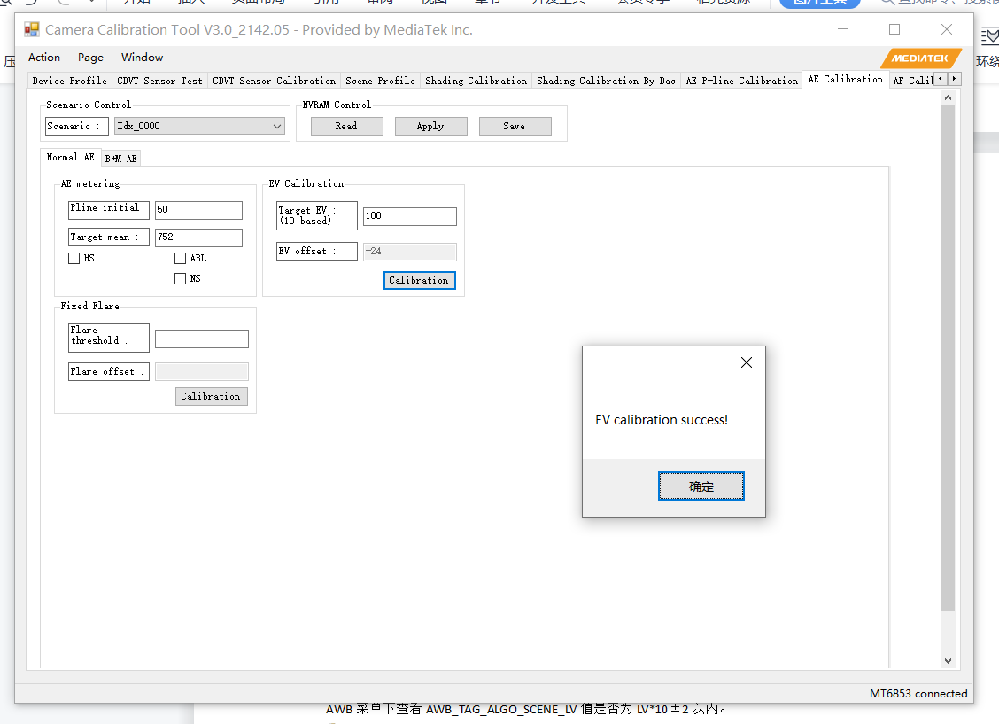 Camera Calibration Tool V3.0_2142.05 - Provided by MediaTek Inc.
Action Page Window
MEDIATEK
Device Profile CDVT Sensor Test CDVT Sensor Calibration Scene Profile Shading Calibration Shading Calibration By Dac AE P-line Calibration AE Calibration AF Cali
Scenario Control
Scenario : Idx_0000
NVRAM Control
Read Apply Save
Normal AE B+M AE
AE metering
Pline initial 50
Target mean : 752
HS ABL
NS
EV Calibration
Target EV :
(10 based) 100
EV offset : -24
Calibration
Fixed Flare
Flare
threshold :
Flare offset :
Calibration
EV calibration success!
确定
MT6853 connected
环绕
AWB 菜单下查看 AWB_TAG_ALGO_SCENE_LV 值是否为 LV*10±2 以内。